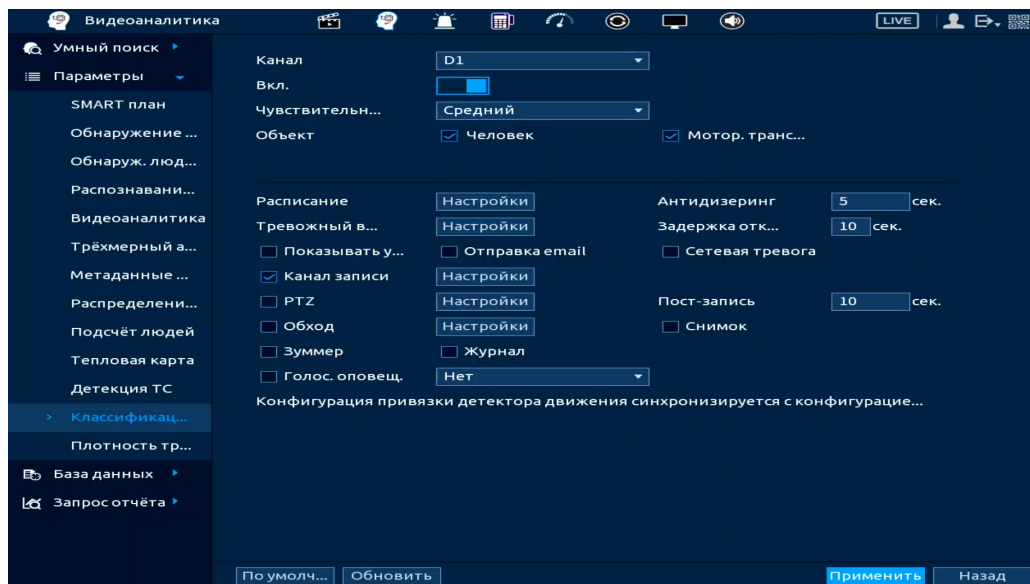 Видеоаналитика
LIVE
Умный поиск
Параметры
SMART план
Обнаружение ...
Обнаруж. люд...
Распознавани...
Видеоаналитика
Трёхмерный а...
Метаданные ...
Распределени...
Подсчёт людей
Тепловая карта
Детекция ТС
> Классификац...
Плотность тр...
База данных
Запрос отчёта
Канал D1
Вкл.
Чувствительн... Средний
Объект Человек Мотор. транс...
Расписание Настройки Антидизеринг 5 сек.
Тревожный в... Настройки Задержка отк... 10 сек.
Показывать у... Отправка email Сетевая тревога
Канал записи Настройки
PTZ Настройки Пост-запись 10 сек.
Обход Настройки Снимок
Зуммер Журнал
Голос. оповещ. Нет
Конфигурация привязки детектора движения синхронизируется с конфигурацие...
По умолч... Обновить Применить Назад